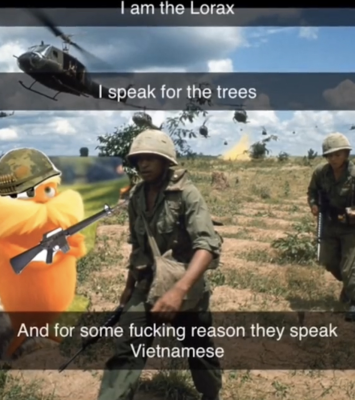 I am the Lorax
I speak for the trees
And for some fucking reason they speak
Vietnamese